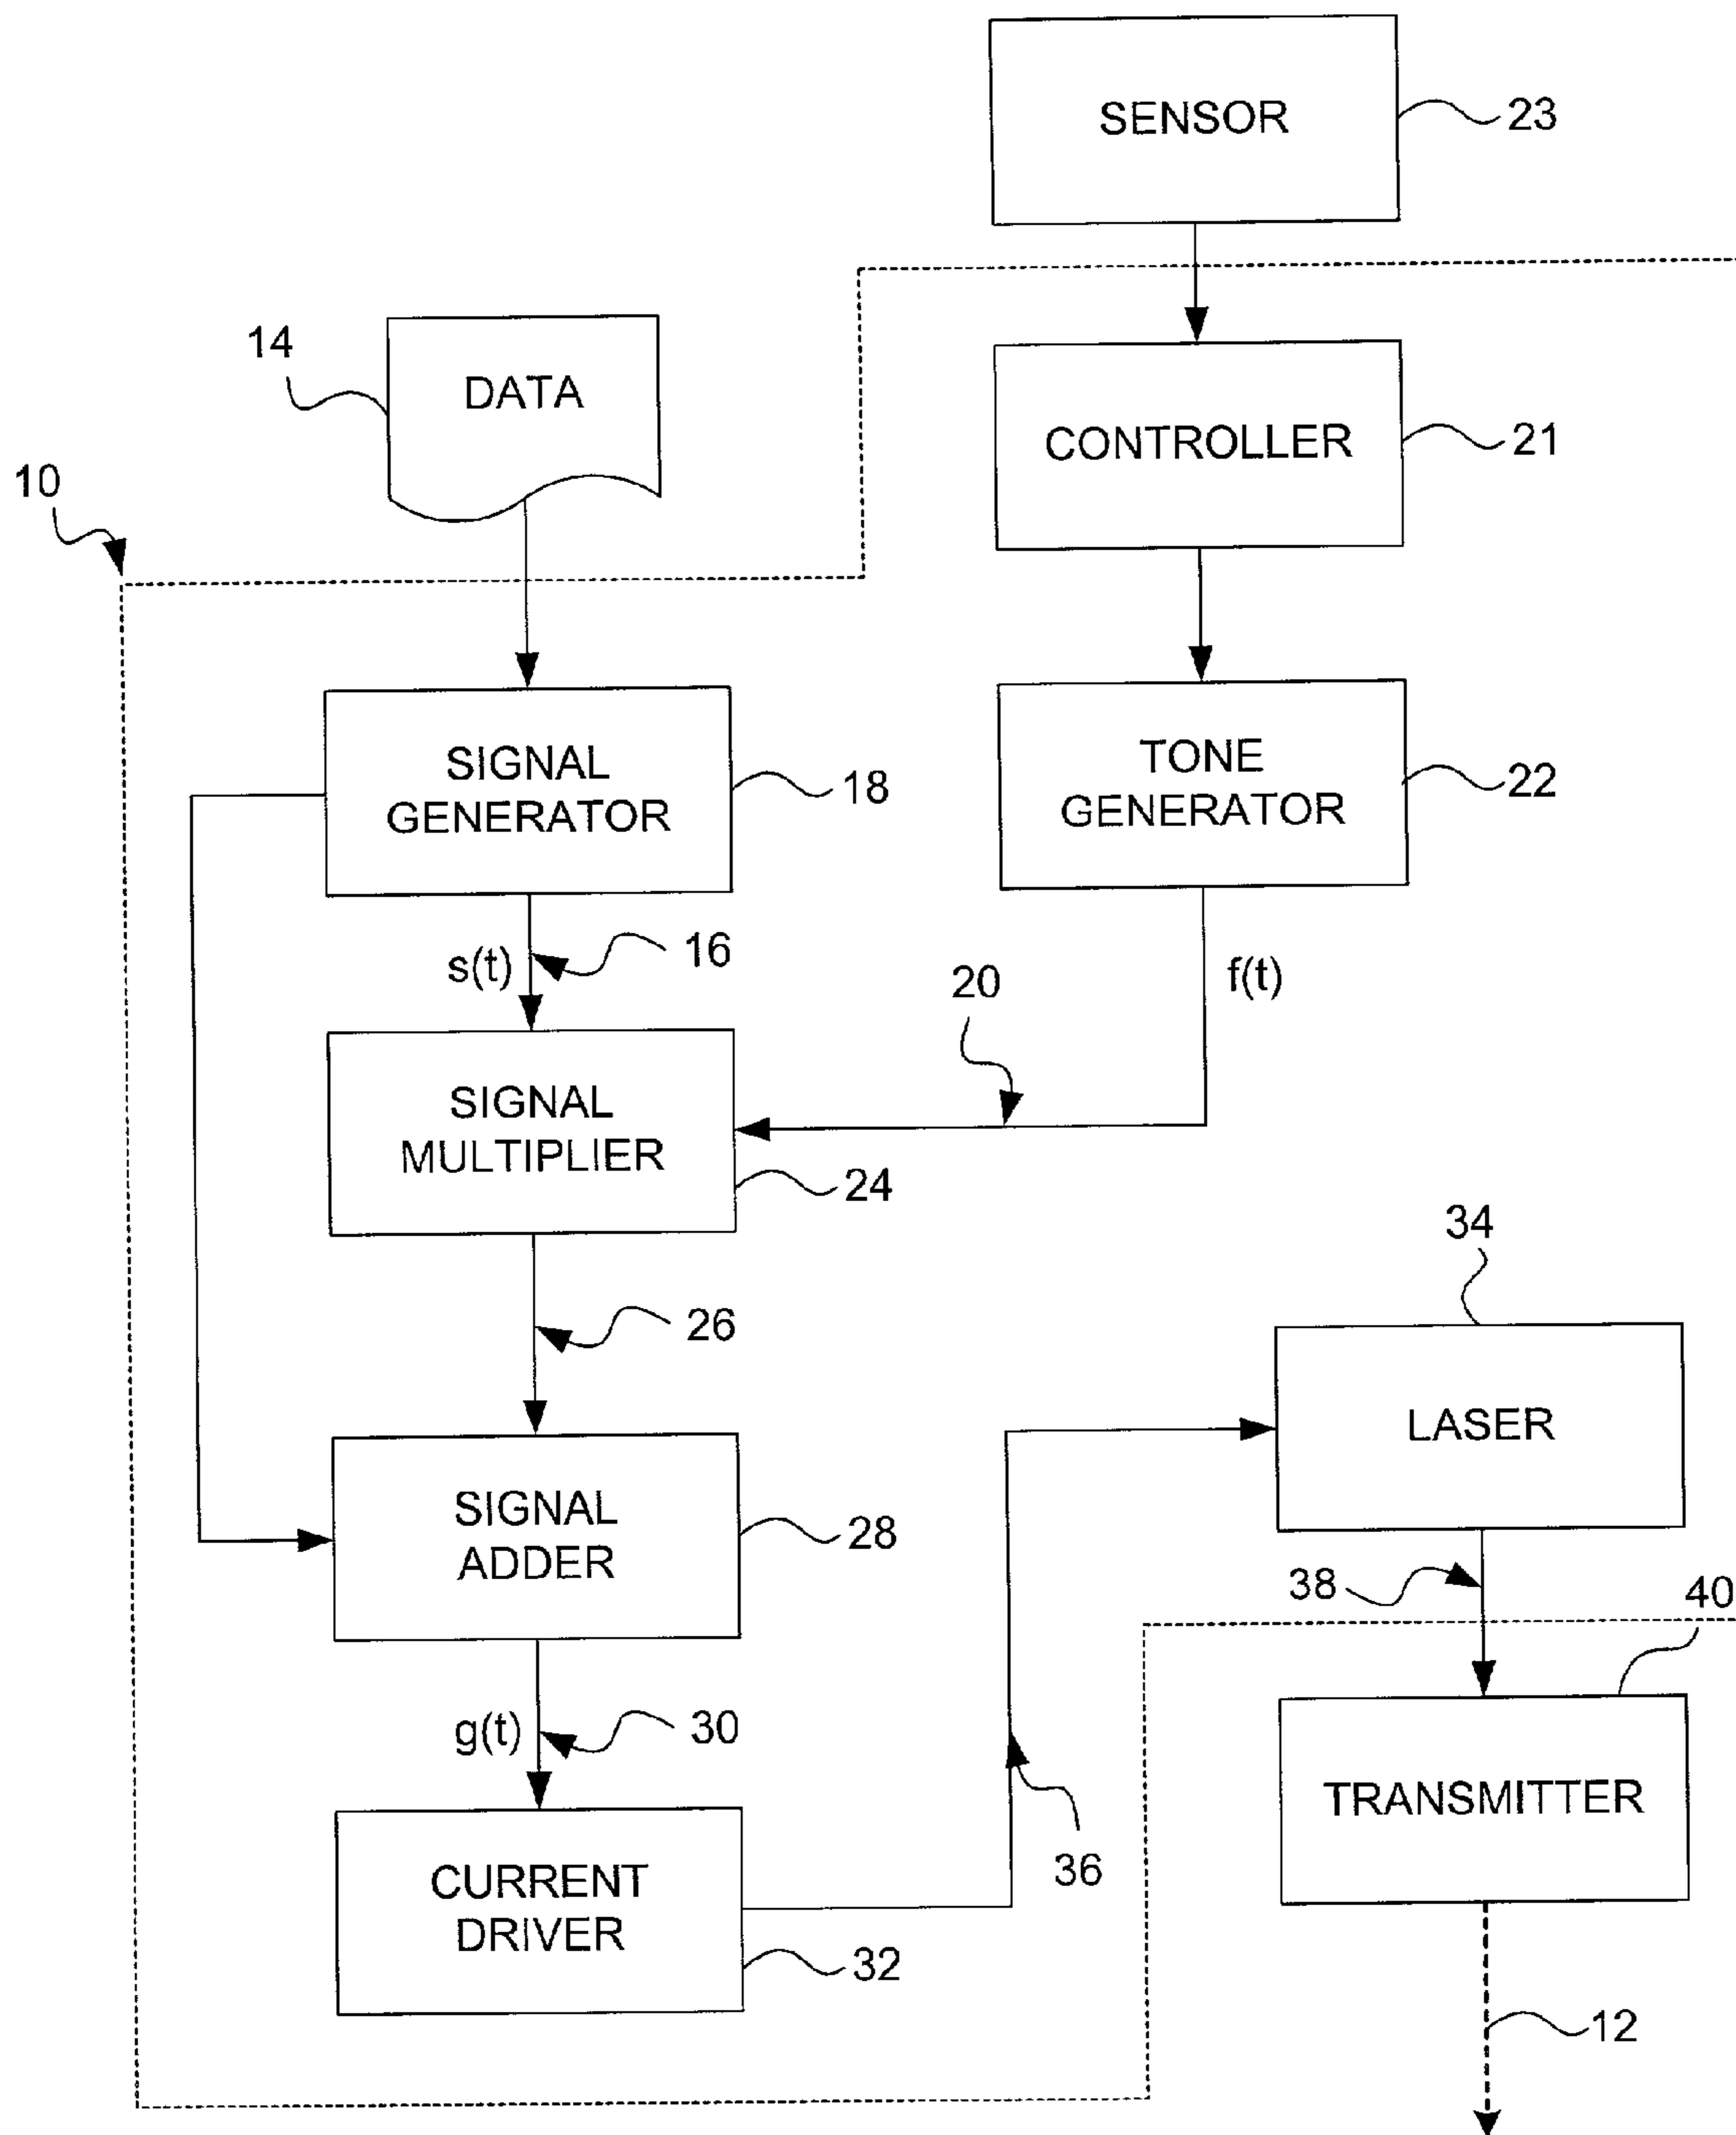 SENSOR
23
14
DATA
CONTROLLER
21
10
SIGNAL
GENERATOR
18
TONE
GENERATOR
22
s(t)
16
20
f(t)
SIGNAL
MULTIPLIER
24
34
26
LASER
SIGNAL
ADDER
28
38
40
g(t)
30
TRANSMITTER
36
CURRENT
DRIVER
32
12